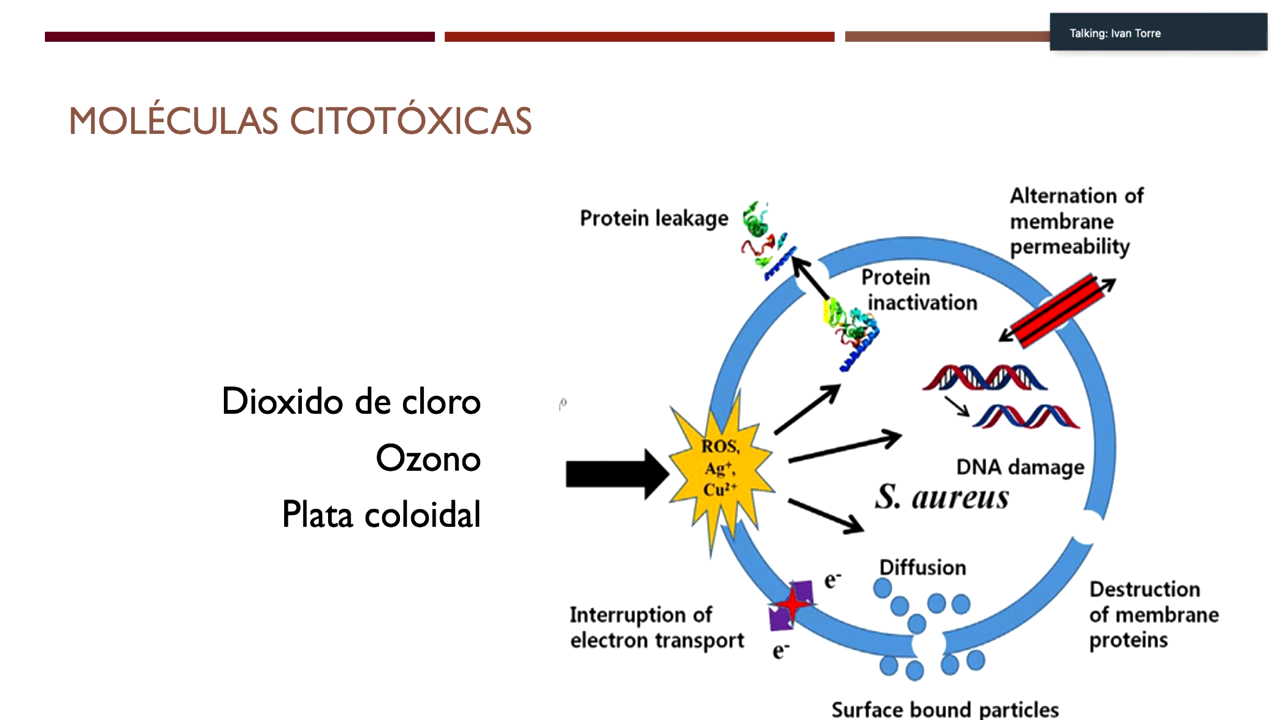 Talking: Ivan Torre
MOLÉCULAS CITOTÓXICAS
Dioxido de cloro
Ozono
Plata coloidal
Protein leakage
Alternation of
membrane
permeability
Protein
inactivation
ROS,
Ag⁺,
Cu²⁺
DNA damage
S. aureus
Diffusion
e⁻
Interruption of
electron transport
e⁻
Destruction
of membrane
proteins
Surface bound particles